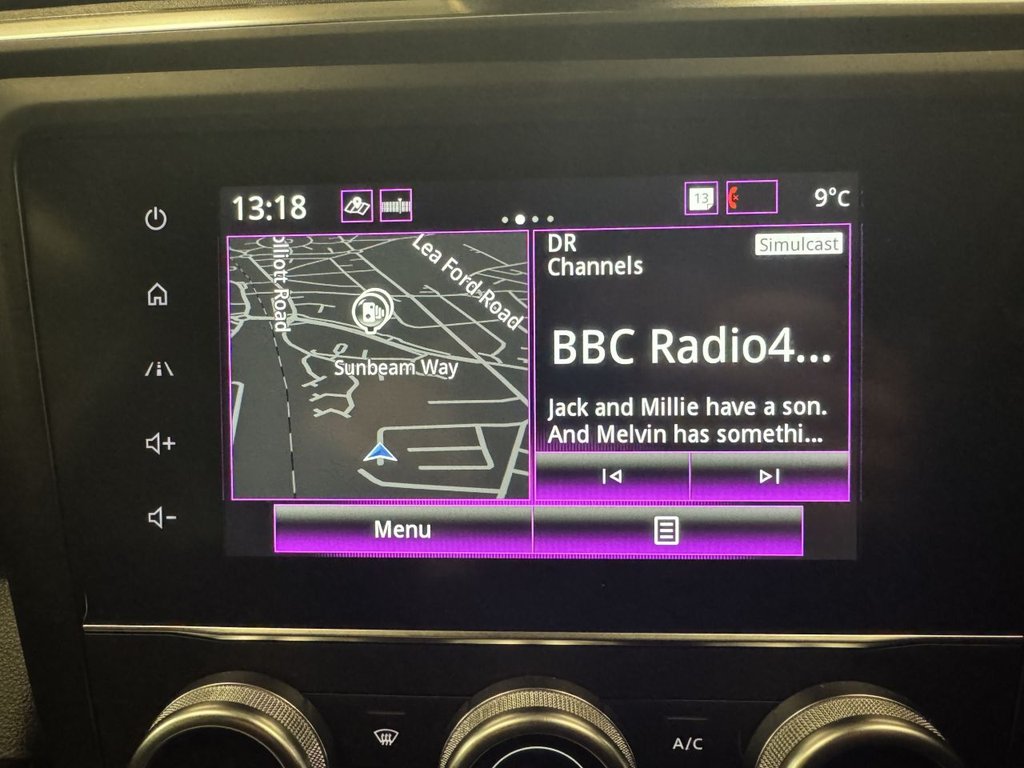 13:18
13
9°C
olliott Road
Lea Ford Road
Sunbeam Way
DR
Channels
Simulcast
BBC Radio4...
Jack and Millie have a son.
And Melvin has somethi...
Menu
A/C